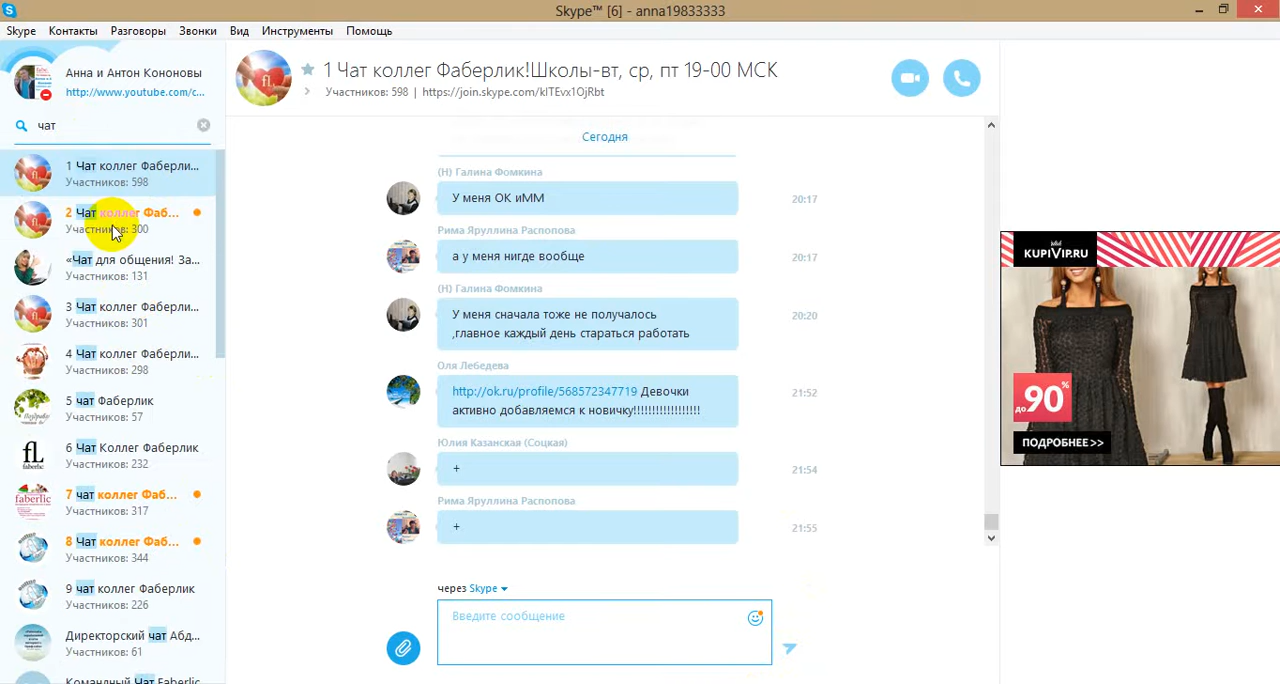 Skype™ [6] - anna19833333
Skype Контакты Разговоры Звонки Вид Инструменты Помощь
Анна и Антон Кононовы
http://www.youtube.com/c...
чат
1 Чат коллег Фаберли...
Участников: 598
2 Чат коллег Фаб...
Участников: 300
«Чат для общения! За...
Участников: 131
3 Чат коллег Фаберли...
Участников: 301
4 Чат коллег Фаберли...
Участников: 298
5 чат Фаберлик
Участников: 57
6 Чат Коллег Фаберлик
Участников: 232
7 чат коллег Фаб...
Участников: 317
8 Чат коллег Фаб...
Участников: 344
9 чат коллег Фаберлик
Участников: 226
Директорский чат Абд...
Участников: 61
Командный Чат Faberlic
1 Чат коллег Фаберлик!Школы-вт, ср, пт 19-00 МСК
Участников: 598 | https://join.skype.com/kITEvx1OjRbt
Сегодня
(Н) Галина Фомкина
У меня ОК иММ 20:17
Рима Яруллина Распопова
а у меня нигде вообще 20:17
(Н) Галина Фомкина
У меня сначала тоже не получалось
,главное каждый день стараться работать 20:20
Оля Лебедева
http://ok.ru/profile/568572347719 Девочки
активно добавляемся к новичку!!!!!!!!!!!!!!!!!! 21:52
Юлия Казанская (Соцкая)
+ 21:54
Рима Яруллина Распопова
+ 21:55
через Skype
Введите сообщение
KUPIVIP.RU
до 90%
ПОДРОБНЕЕ >>
fL
faberlic
faberlic